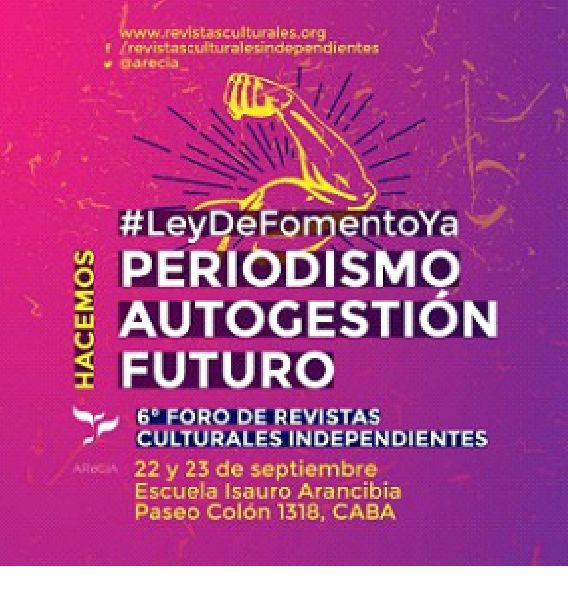 www.revistasculturales.org
f /revistasculturalesindependientes
@arecia
#LeyDeFomentoYa
HACEMOS
PERIODISMO
AUTOGESTIÓN
FUTURO
6º FORO DE REVISTAS
CULTURALES INDEPENDIENTES
AReCIA
22 y 23 de septiembre
Escuela Isauro Arancibia
Paseo Colón 1318, CABA